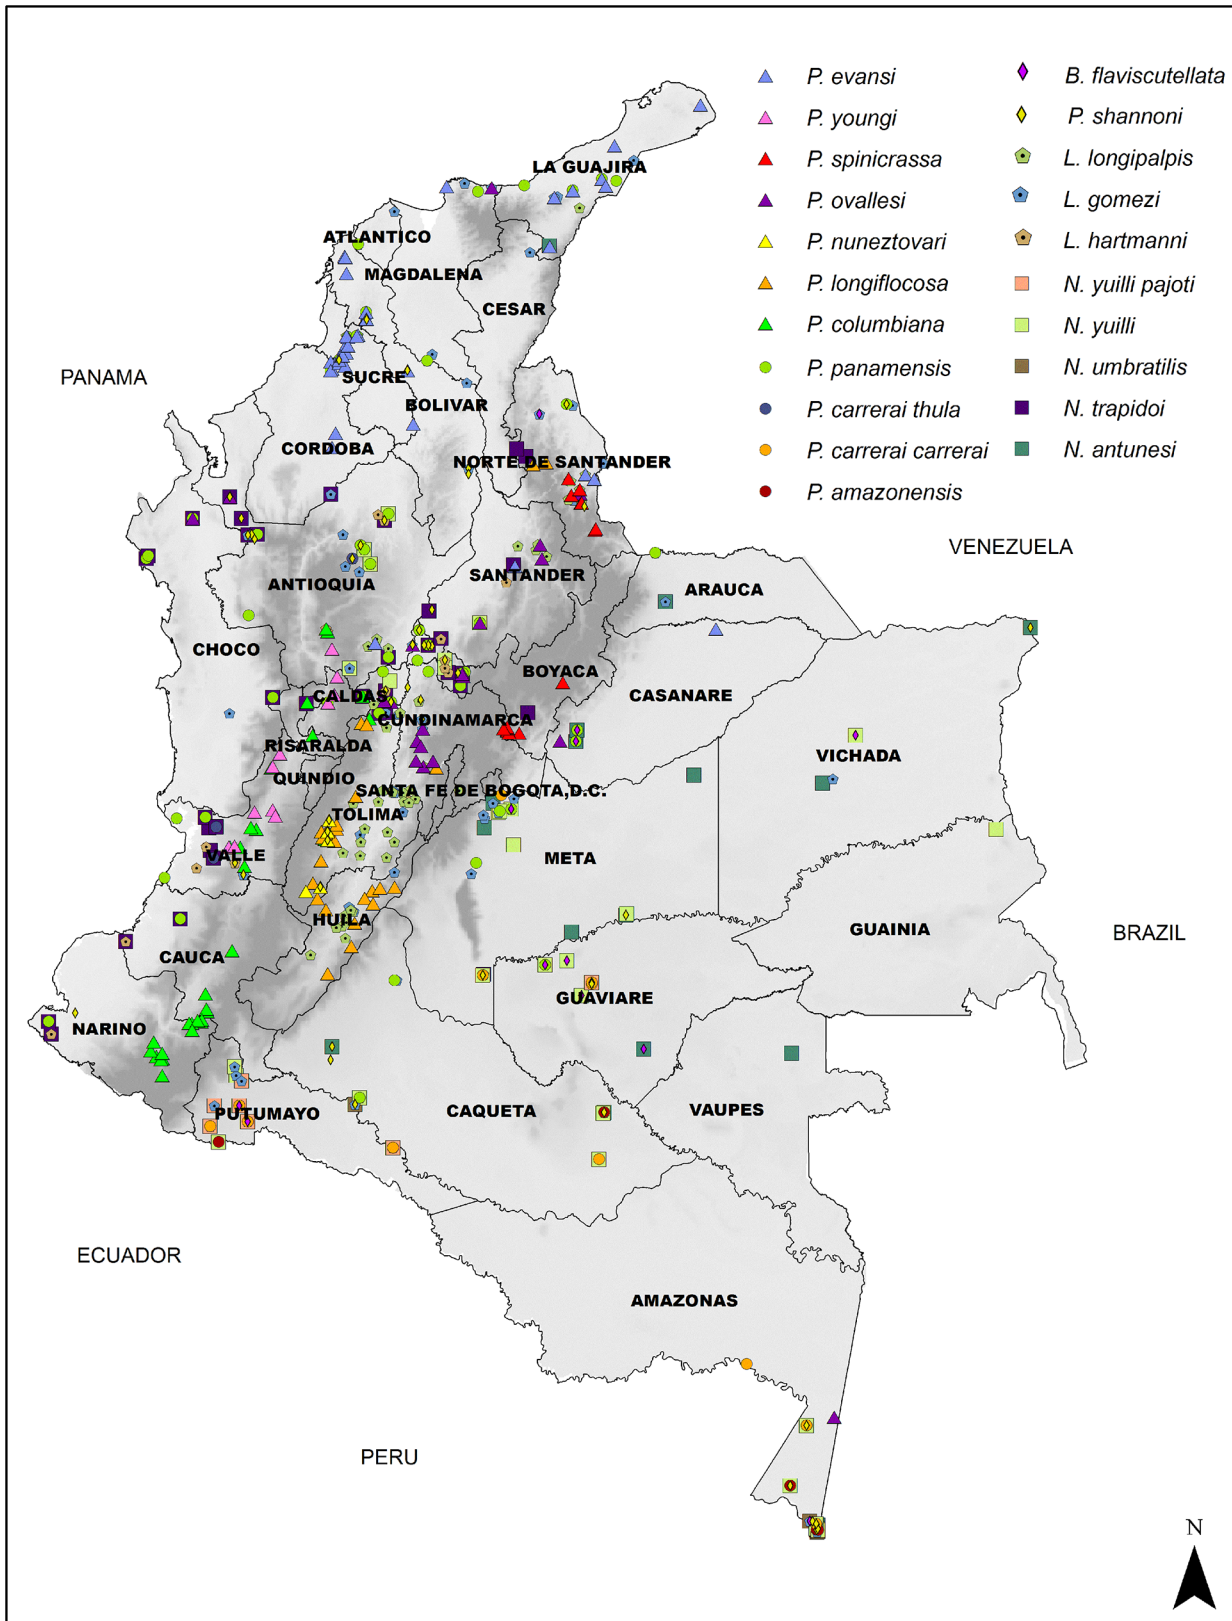 P. evansi
P. youngi
P. spinicrassa
P. ovallesi
P. nuneztovari
P. longiflocosa
P. columbiana
P. panamensis
P. carrerai thula
P. carrerai carrerai
P. amazonensis
B. flaviscutellata
P. shannoni
L. longipalpis
L. gomezi
L. hartmanni
N. yuilli pajoti
N. yuilli
N. umbratilis
N. trapidoi
N. antunesi
LA GUAJIRA
ATLANTICO
MAGDALENA
CESAR
PANAMA
SUCRE
BOLIVAR
CORDOBA
NORTE DE SANTANDER
VENEZUELA
ANTIOQUIA
SANTANDER
ARAUCA
CHOCO
BOYACA
CASANARE
CALDAS
CUNDINAMARCA
RISARALDA
VICHADA
QUINDIO
SANTA FE DE BOGOTA,D.C.
TOLIMA
VALLE
META
HUILA
GUAINIA
BRAZIL
CAUCA
GUAVIARE
NARINO
PUTUMAYO
CAQUETA
VAUPES
ECUADOR
AMAZONAS
PERU
N